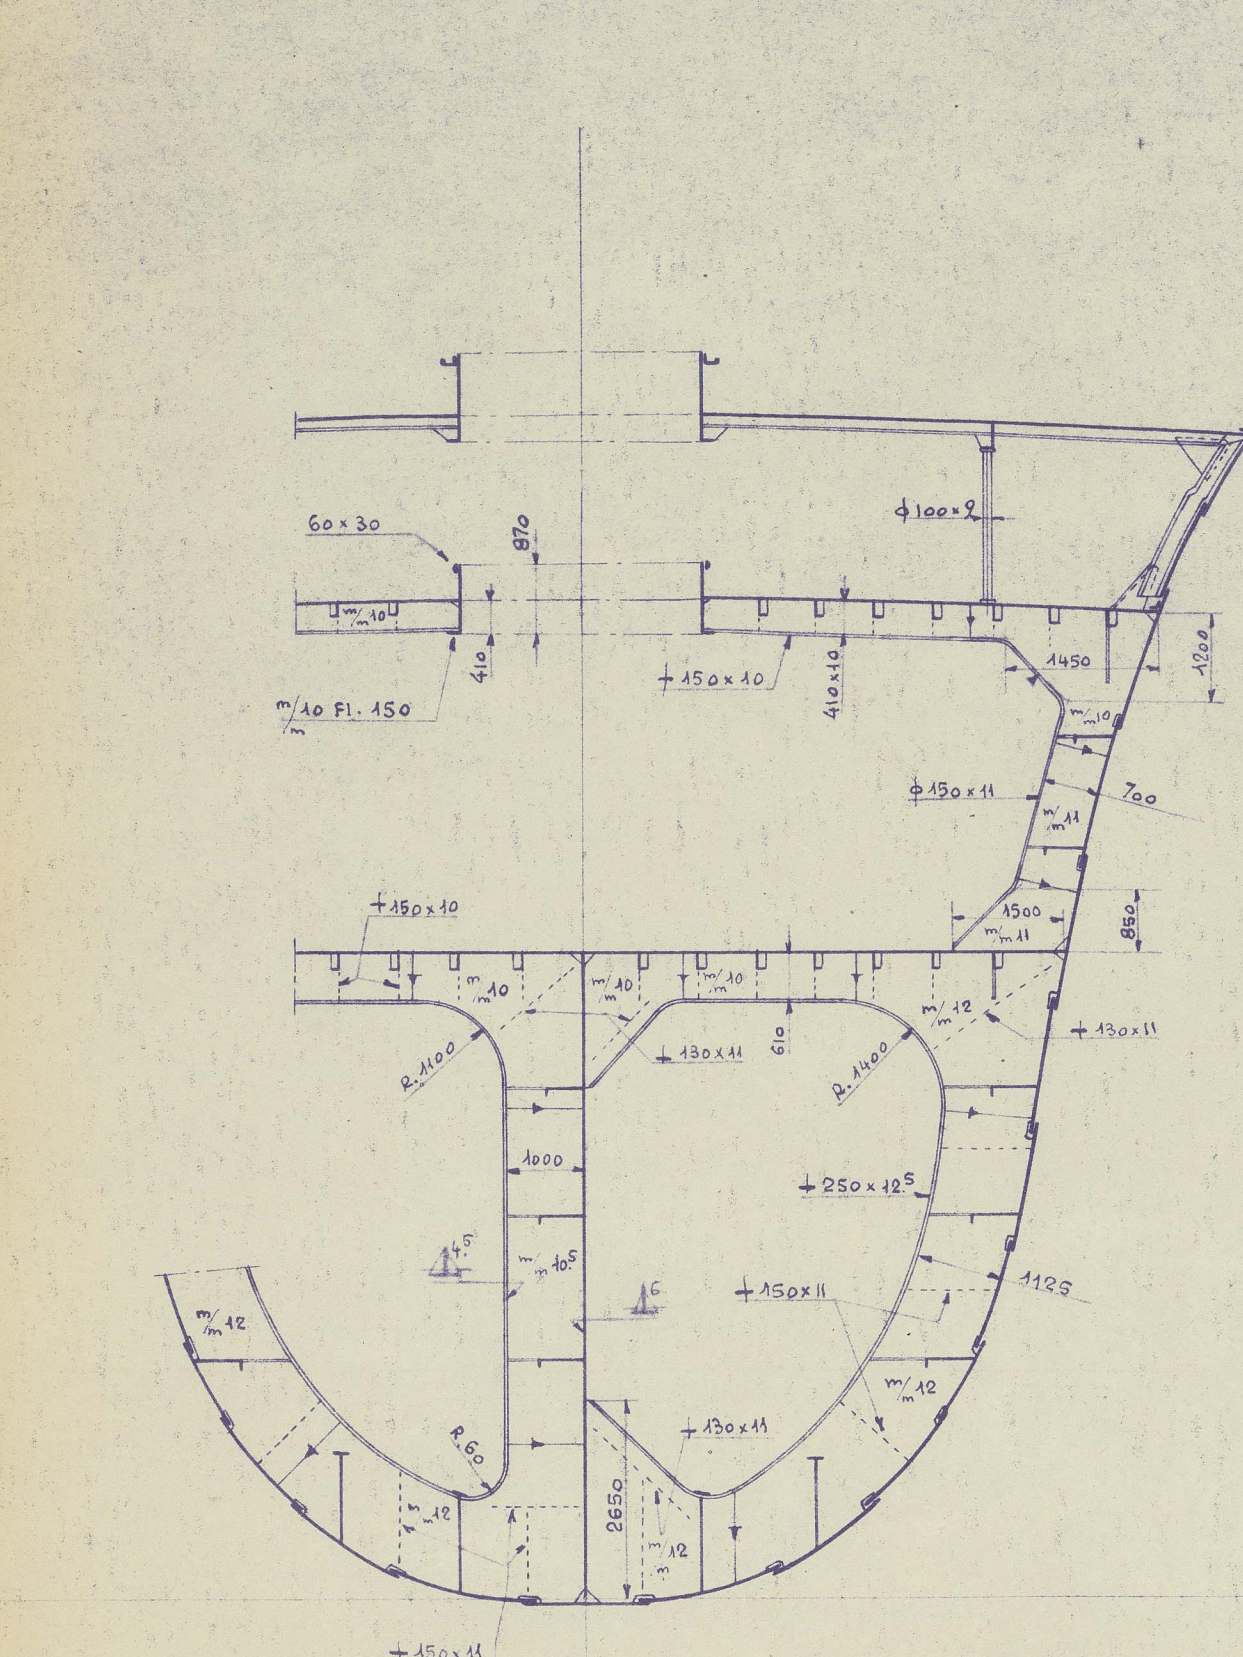 ϕ 100×9
60 × 30
870
m/m 10
410
+ 150 × 10
410×10
1450
1200
m/m 10 Fl. 150
m/m 10
ϕ 150×11
700
m/m 11
+ 150×10
1500
m/m 11
850
m/m 10
m/m 10
m/m 10
m/m 12
+ 130×11
+ 130×11
610
R. 1100
R. 1400
1000
+ 250 × 12.5
4.5
m/m 10.5
6
+ 150×11
1125
m/m 12
m/m 12
R. 60
+ 130×11
2650
m/m 12
m/m 12
+ 150×11